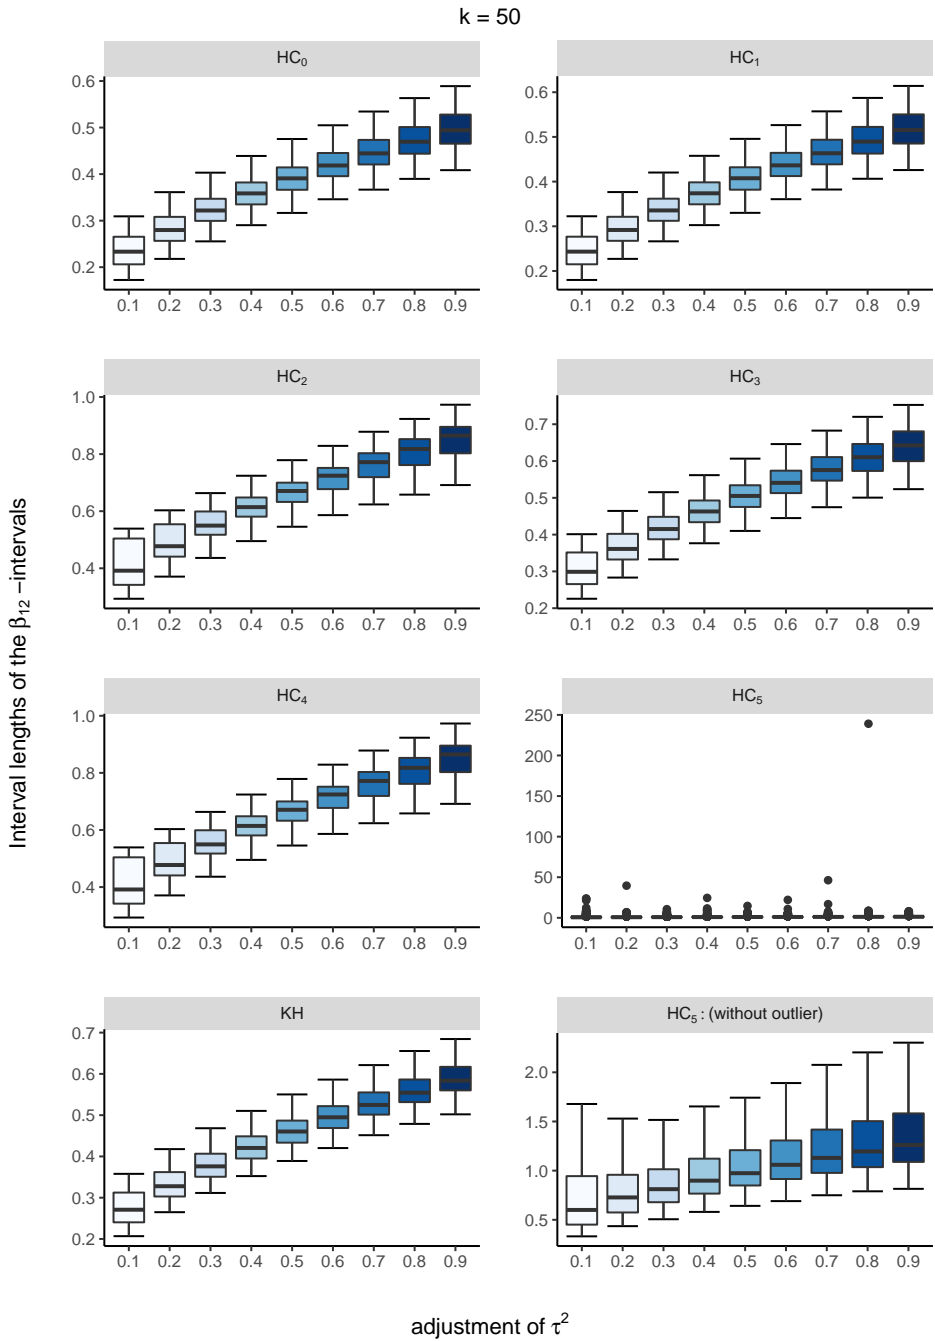 k = 50
HC₀
HC₁
0.6
0.5
0.4
0.3
0.2
0.1 0.2 0.3 0.4 0.5 0.6 0.7 0.8 0.9
0.6
0.5
0.4
0.3
0.2
0.1 0.2 0.3 0.4 0.5 0.6 0.7 0.8 0.9
HC₂
HC₃
1.0
0.8
0.6
0.4
0.1 0.2 0.3 0.4 0.5 0.6 0.7 0.8 0.9
0.7
0.6
0.5
0.4
0.3
0.2
0.1 0.2 0.3 0.4 0.5 0.6 0.7 0.8 0.9
Interval lengths of the β₁₂ −intervals
HC₄
HC₅
1.0
0.8
0.6
0.4
0.1 0.2 0.3 0.4 0.5 0.6 0.7 0.8 0.9
250
200
150
100
50
0
0.1 0.2 0.3 0.4 0.5 0.6 0.7 0.8 0.9
KH
HC₅ : (without outlier)
0.7
0.6
0.5
0.4
0.3
0.2
0.1 0.2 0.3 0.4 0.5 0.6 0.7 0.8 0.9
2.0
1.5
1.0
0.5
0.1 0.2 0.3 0.4 0.5 0.6 0.7 0.8 0.9
adjustment of τ²